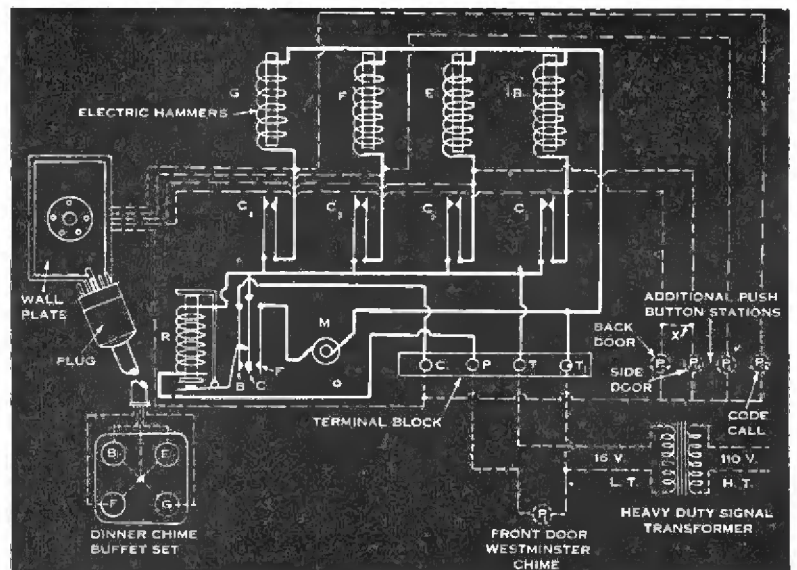 G
F
E
B
ELECTRIC HAMMERS
C
C
C
C
WALL
PLATE
PLUG
R
B
C
F
M
C
P
T
T
TERMINAL BLOCK
ADDITIONAL PUSH
BUTTON STATIONS
BACK
DOOR
X
P
P
P
P
SIDE
DOOR
CODE
CALL
16 V.
110 V.
L. T.
H. T.
HEAVY DUTY SIGNAL
TRANSFORMER
P
FRONT DOOR
WESTMINSTER
CHIME
B
E
F
G
DINNER CHIME
BUFFET SET